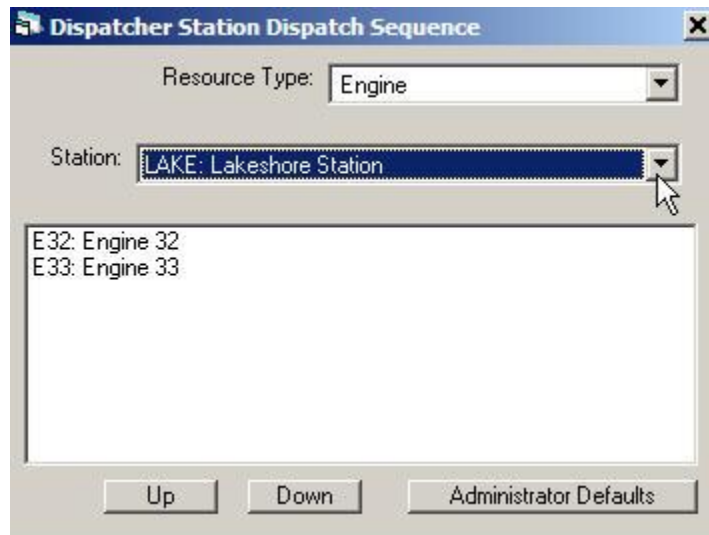 Dispatcher Station Dispatch Sequence
Resource Type: Engine
Station: LAKE: Lakeshore Station
E32: Engine 32
E33: Engine 33
Up Down Administrator Defaults